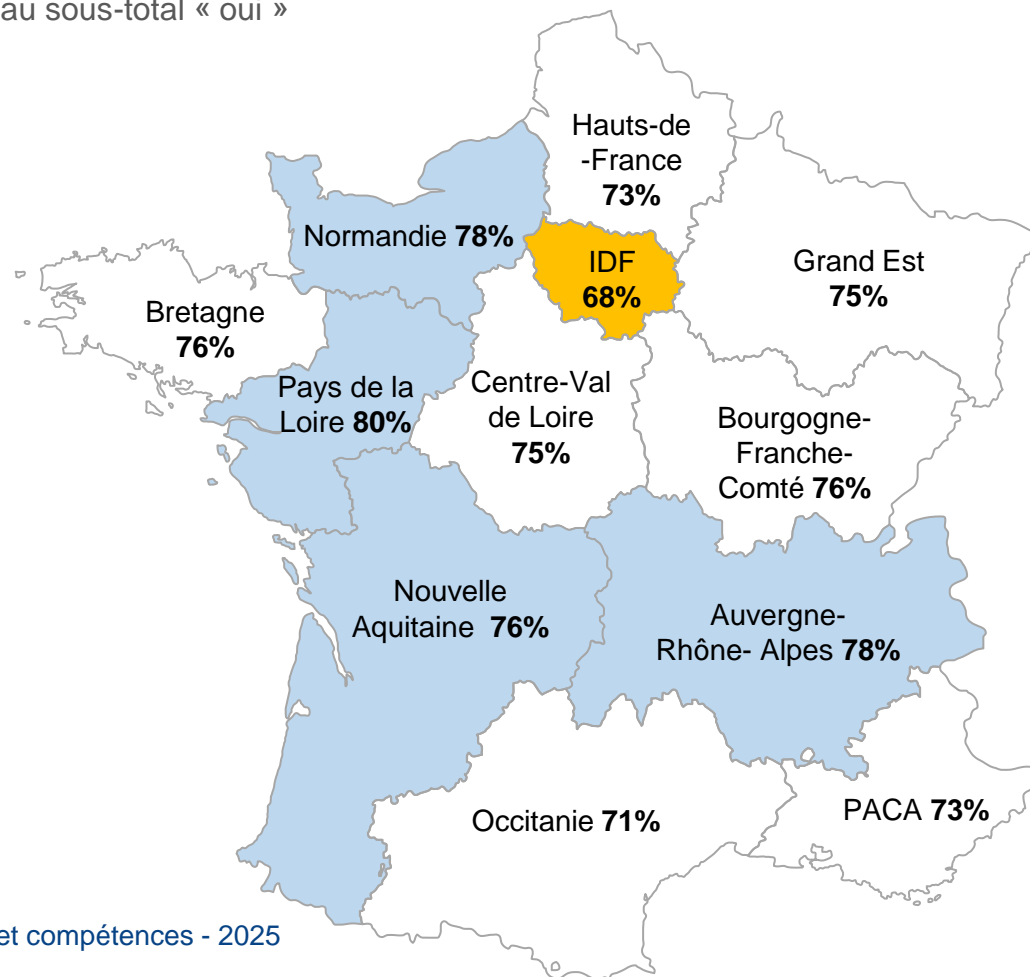 au sous-total « oui »
Hauts-de
-France
73%
Normandie 78%
IDF
68%
Grand Est
75%
Bretagne
76%
Pays de la
Loire 80%
Centre-Val
de Loire
75%
Bourgogne-
Franche-
Comté 76%
Nouvelle
Aquitaine 76%
Auvergne-
Rhône- Alpes 78%
Occitanie 71%
PACA 73%
et compétences - 2025